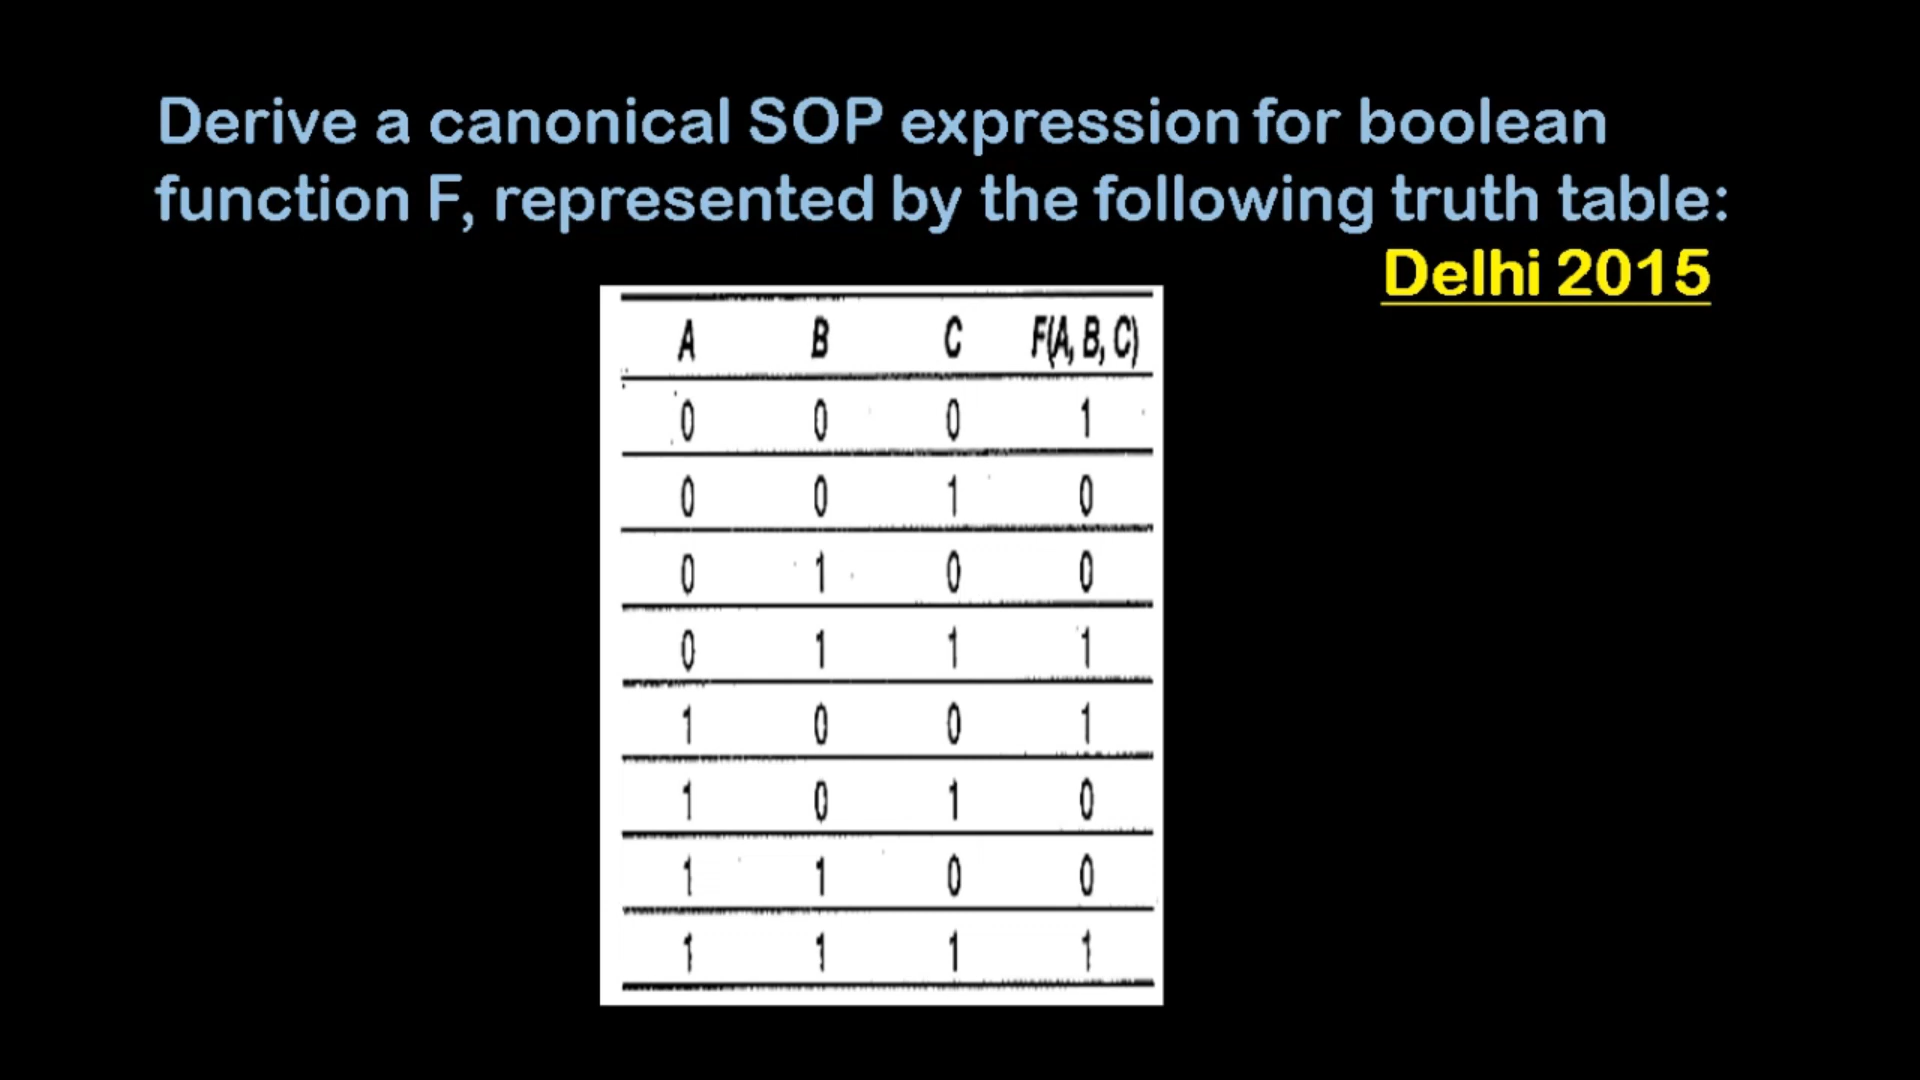 Derive a canonical SOP expression for boolean
function F, represented by the following truth table:
Delhi 2015
A B C F(A, B, C)
0 0 0 1
0 0 1 0
0 1 0 0
0 1 1 1
1 0 0 1
1 0 1 0
1 1 0 0
1 1 1 1